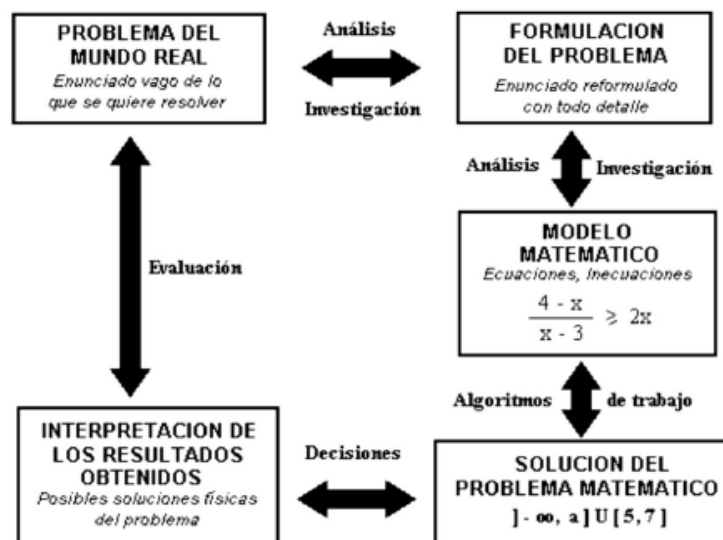 PROBLEMA DEL
MUNDO REAL
Enunciado vago de lo
que se quiere resolver
Análisis
Investigación
FORMULACION
DEL PROBLEMA
Enunciado reformulado
con todo detalle
Análisis
Investigación
MODELO
MATEMATICO
Ecuaciones, Inecuaciones
4 - x
x - 3
⩾ 2x
Evaluación
Algoritmos
de trabajo
INTERPRETACION DE
LOS RESULTADOS
OBTENIDOS
Posibles soluciones físicas
del problema
Decisiones
SOLUCION DEL
PROBLEMA MATEMATICO
] - ∞, a ] U [ 5, 7 ]